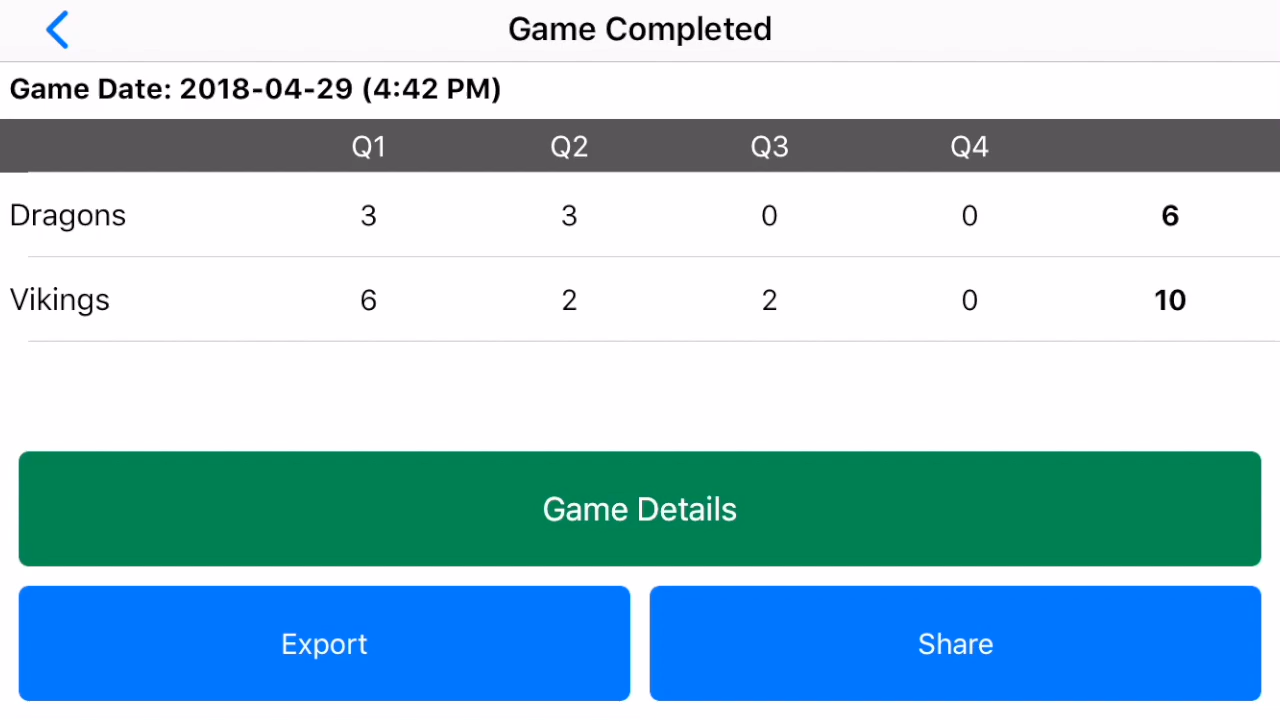 Game Completed
Game Date: 2018-04-29 (4:42 PM)
Q1 Q2 Q3 Q4
Dragons 3 3 0 0 6
Vikings 6 2 2 0 10
Game Details
Export Share